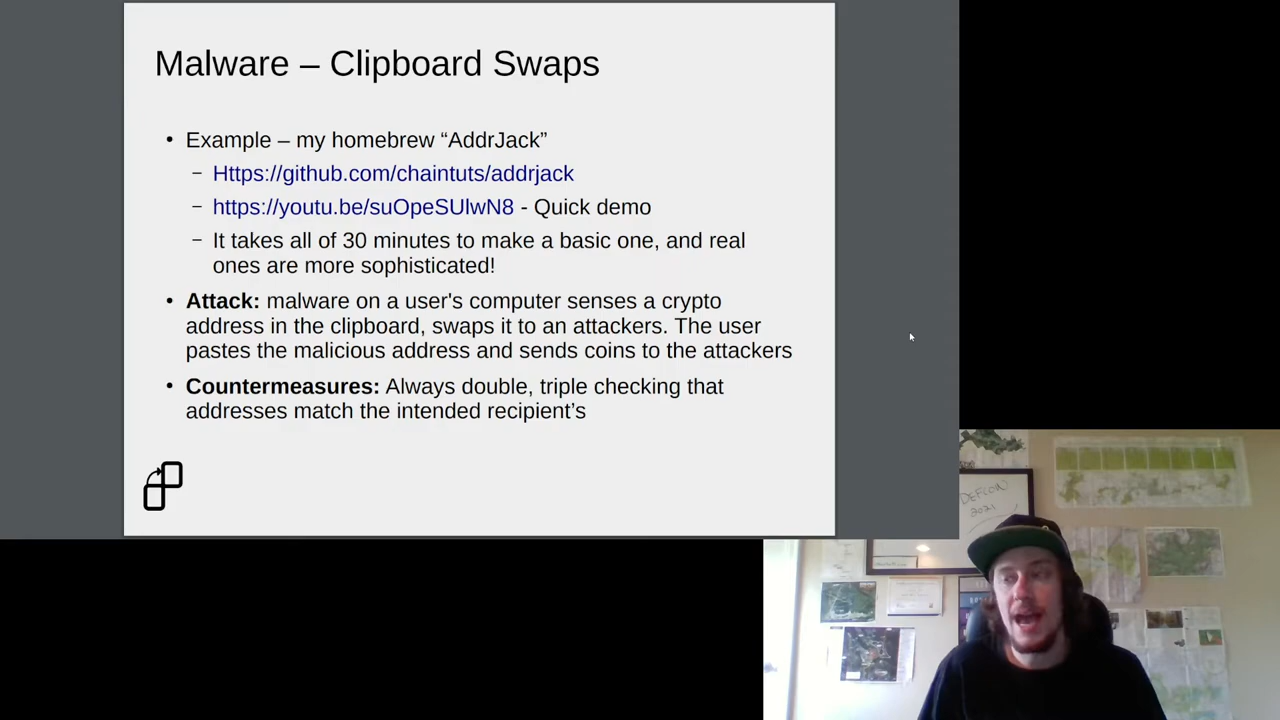 Malware – Clipboard Swaps
• Example – my homebrew “AddrJack”
– Https://github.com/chaintuts/addrjack
– https://youtu.be/suOpeSUlwN8 - Quick demo
– It takes all of 30 minutes to make a basic one, and real
ones are more sophisticated!
• Attack: malware on a user's computer senses a crypto
address in the clipboard, swaps it to an attackers. The user
pastes the malicious address and sends coins to the attackers
• Countermeasures: Always double, triple checking that
addresses match the intended recipient’s
DEFCON
2021